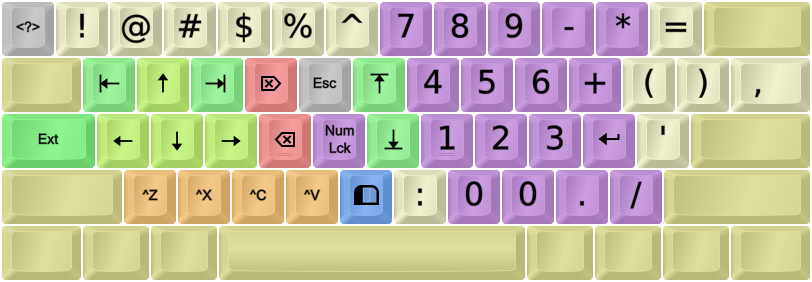 <?> ! @ # $ % ^ 7 8 9 - * =
⇤ ↑ ⇥ ⌦ Esc ⤒ 4 5 6 + ( ) ,
Ext ← ↓ → ⌫ Num Lck ⤓ 1 2 3 ↵ '
^Z ^X ^C ^V : 0 0 . /